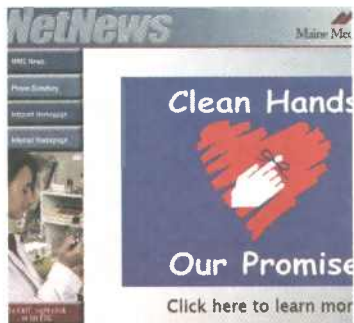 NetNews
Maine Med
MMC News
Phone Directory
Intranet Homepage
Internet Homepage
Clean Hands
Our Promise
Click here to learn mor